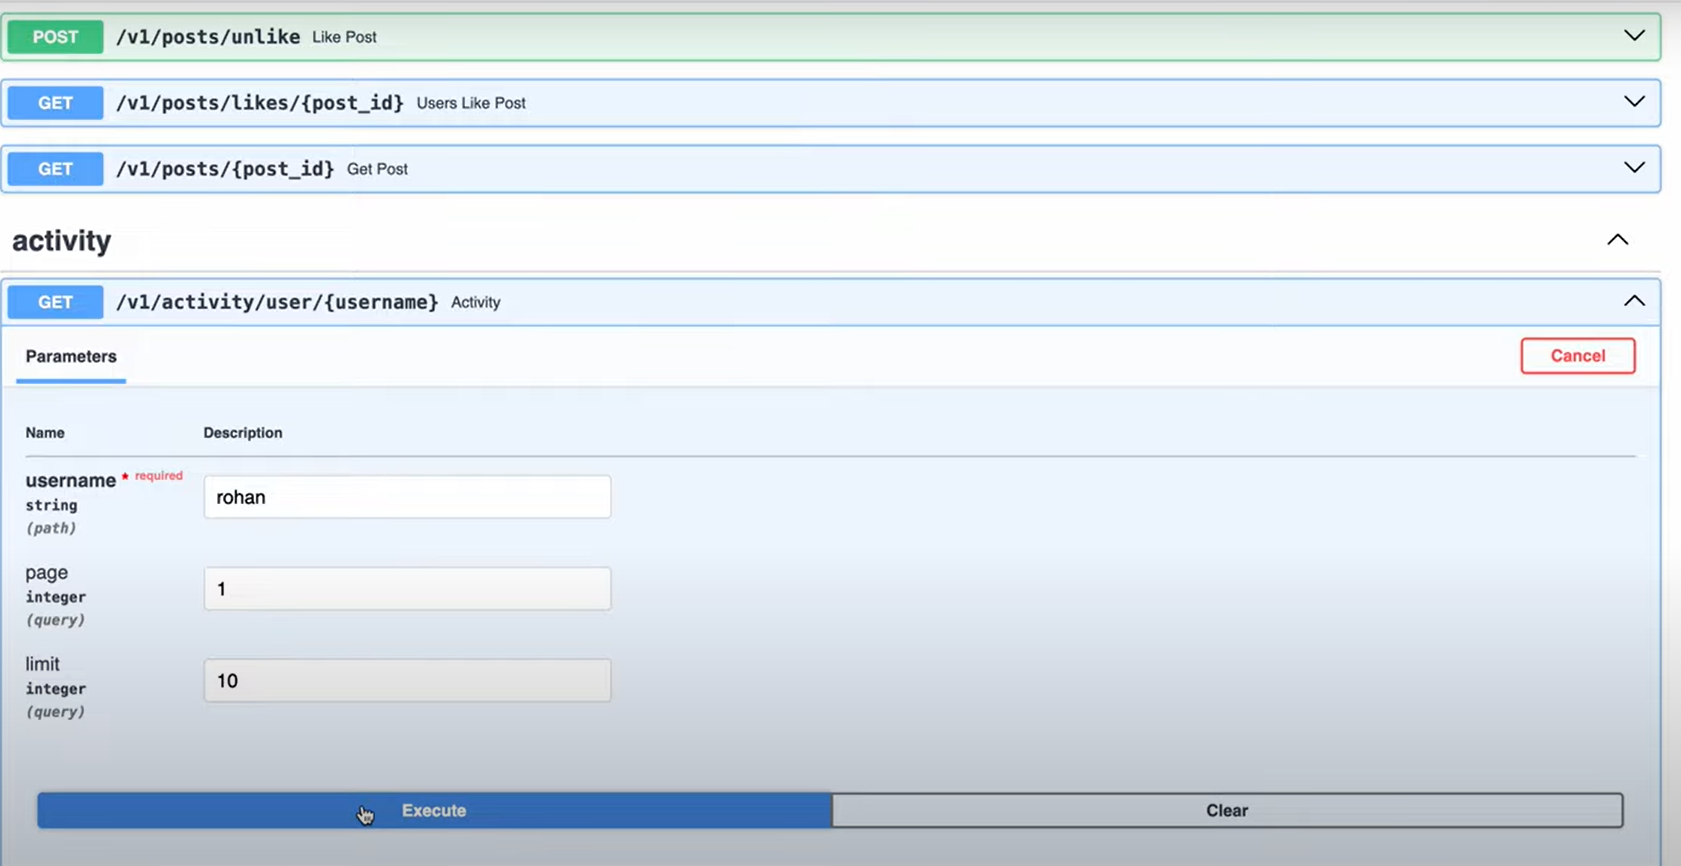 POST /v1/posts/unlike Like Post
GET /v1/posts/likes/{post_id} Users Like Post
GET /v1/posts/{post_id} Get Post
activity
GET /v1/activity/user/{username} Activity
Parameters Cancel
Name Description
username * required
string
(path)
rohan
page
integer
(query)
1
limit
integer
(query)
10
Execute Clear